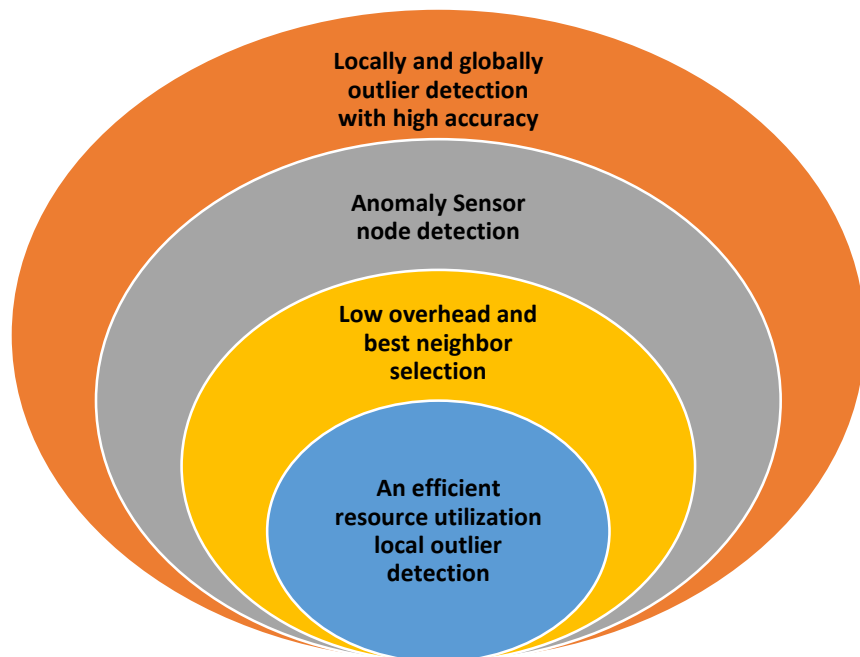 Locally and globally
outlier detection
with high accuracy
Anomaly Sensor
node detection
Low overhead and
best neighbor
selection
An efficient
resource utilization
local outlier
detection